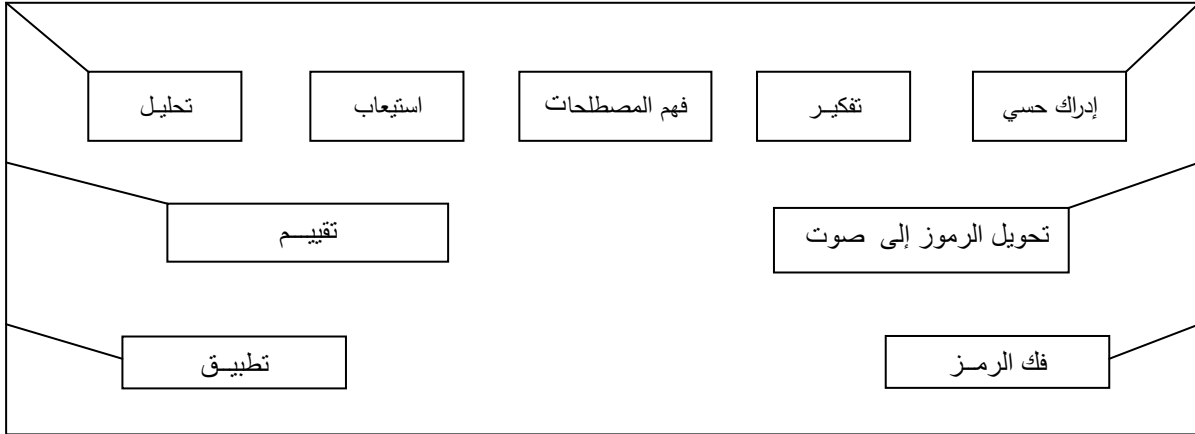 إدراك حسي
تفكيـر
فهم المصطلحات
استيعاب
تحليـل
تحويل الرموز إلى صوت
تقييـــم
فك الرمــز
تطبيــق